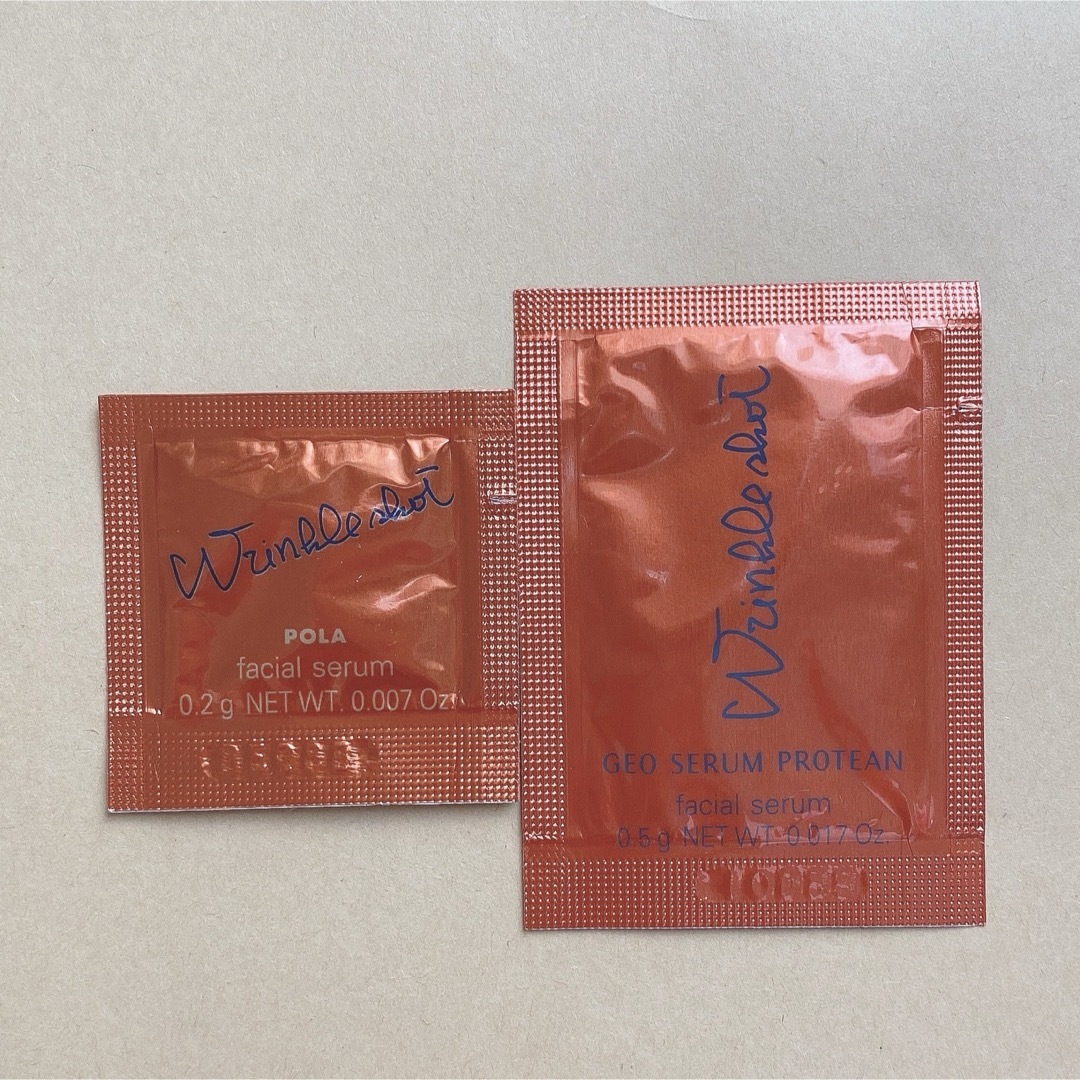 Wrinkle shot
POLA
facial serum
0.2 g NET WT. 0.007 Oz.
Wrinkle shot
GEO SERUM PROTEAN
facial serum
0.5 g NET WT. 0.017 Oz.